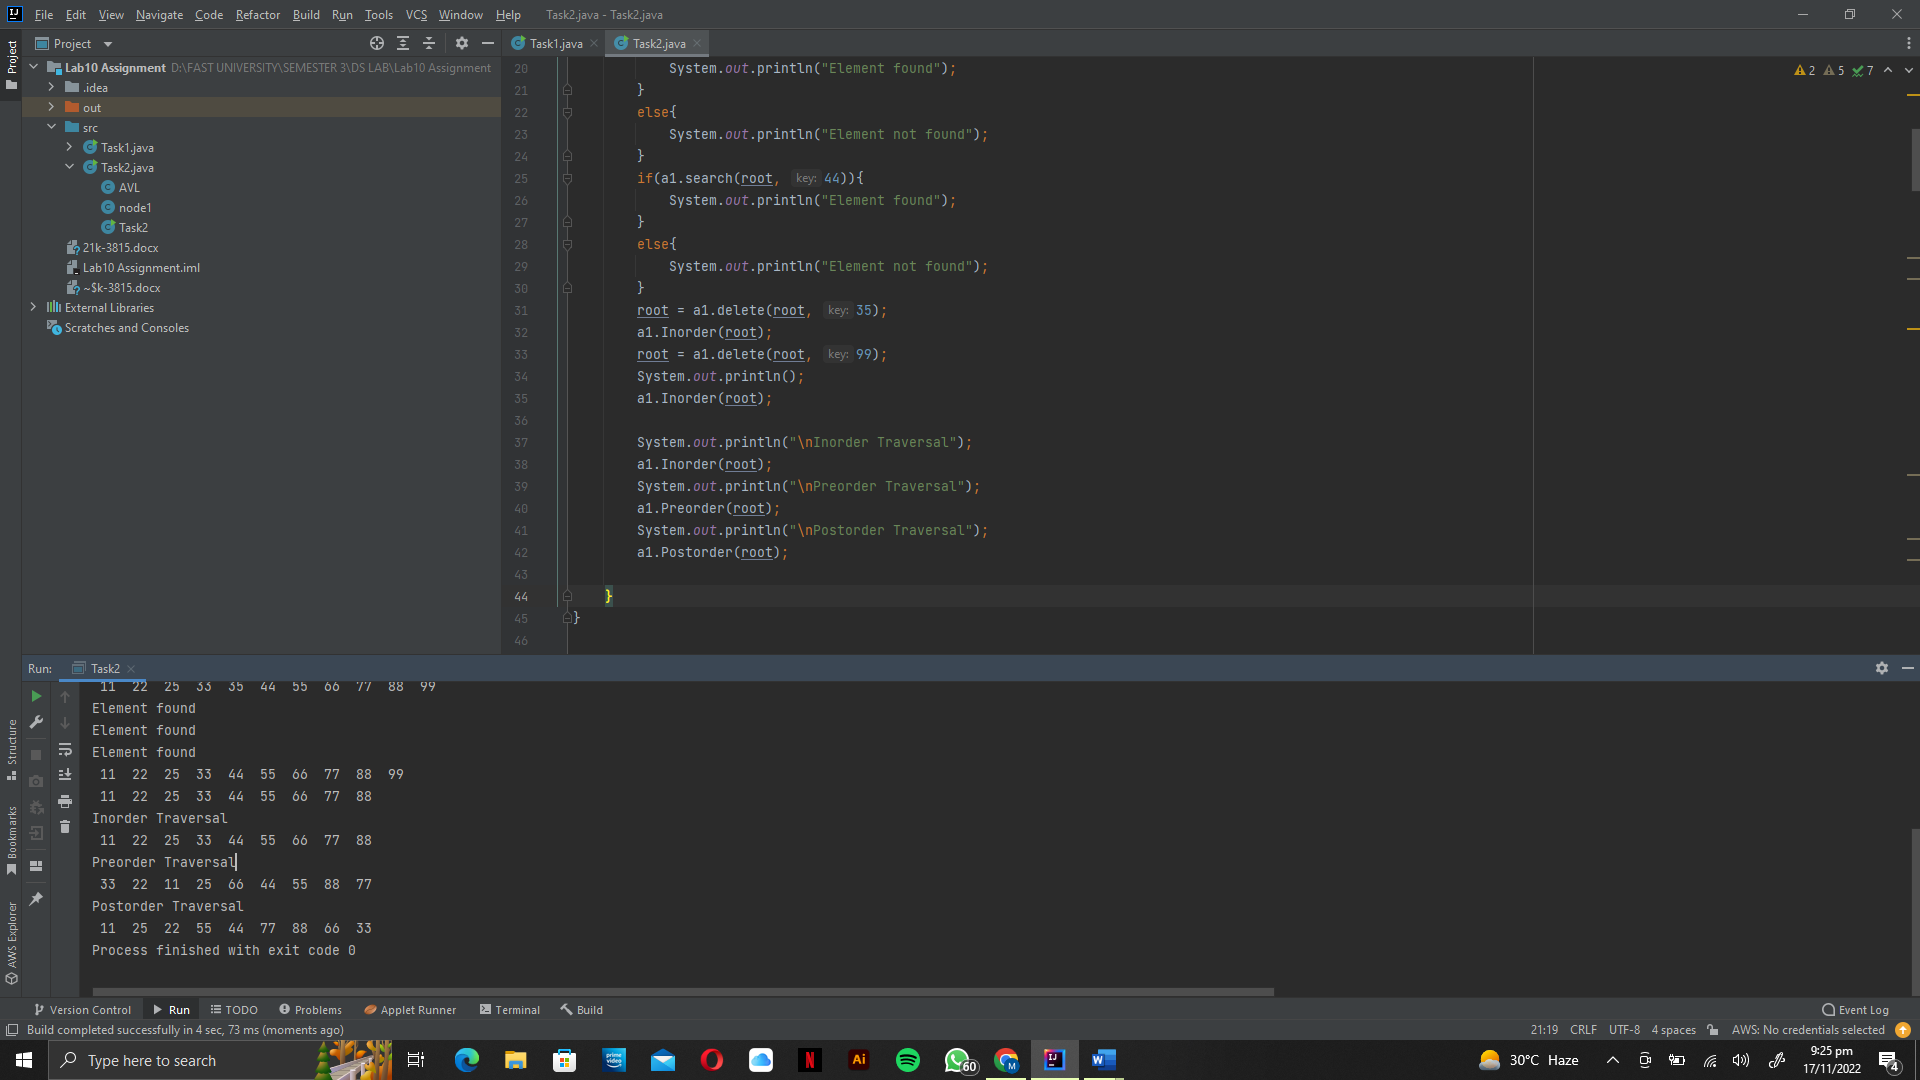 File Edit View Navigate Code Refactor Build Run Tools VCS Window Help Task2.java - Task2.java
Project
Task1.java Task2.java
Lab10 Assignment D:\FAST UNIVERSITY\SEMESTER 3\DS LAB\Lab10 Assignment
.idea
out
src
Task1.java
Task2.java
AVL
node1
Task2
21k-3815.docx
Lab10 Assignment.iml
~$k-3815.docx
External Libraries
Scratches and Consoles
2 5 7
20 System.out.println("Element found");
21 }
22 else{
23 System.out.println("Element not found");
24 }
25 if(a1.search(root, key: 44)){
26 System.out.println("Element found");
27 }
28 else{
29 System.out.println("Element not found");
30 }
31 root = a1.delete(root, key: 35);
32 a1.Inorder(root);
33 root = a1.delete(root, key: 99);
34 System.out.println();
35 a1.Inorder(root);
36
37 System.out.println("\nInorder Traversal");
38 a1.Inorder(root);
39 System.out.println("\nPreorder Traversal");
40 a1.Preorder(root);
41 System.out.println("\nPostorder Traversal");
42 a1.Postorder(root);
43
44 }
45 }
46
Project
Structure
Bookmarks
AWS Explorer
Run: Task2
11 22 25 33 35 44 55 66 77 88 99
Element found
Element found
Element found
11 22 25 33 44 55 66 77 88 99
11 22 25 33 44 55 66 77 88
Inorder Traversal
11 22 25 33 44 55 66 77 88
Preorder Traversal
33 22 11 25 66 44 55 88 77
Postorder Traversal
11 25 22 55 44 77 88 66 33
Process finished with exit code 0
Version Control Run TODO Problems Applet Runner Terminal Build Event Log
Build completed successfully in 4 sec, 73 ms (moments ago) 21:19 CRLF UTF-8 4 spaces AWS: No credentials selected
Type here to search
prime video
N
Ai
60
M
IJ
W
30°C Haze
9:25 pm
17/11/2022
4